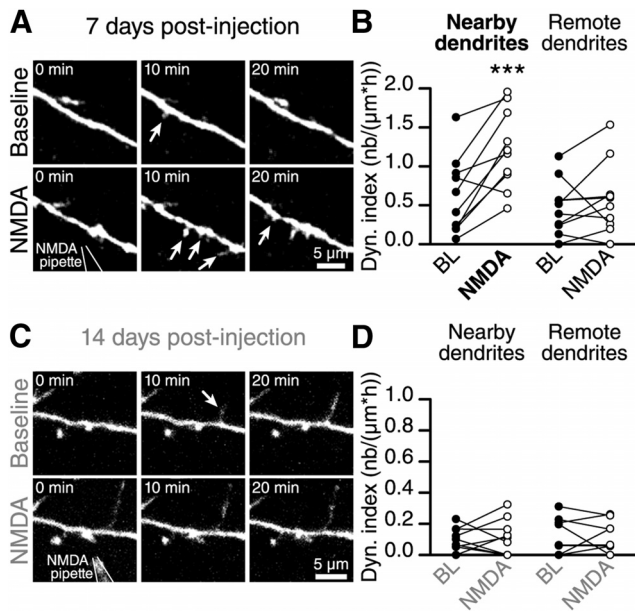 A
7 days post-injection
Baseline
0 min
10 min
20 min
NMDA
0 min
10 min
20 min
NMDA
pipette
5 µm
B
Nearby
dendrites
Remote
dendrites
***
Dyn. index (nb/(µm*h))
2.0
1.5
1.0
0.5
0.0
BL
NMDA
BL
NMDA
C
14 days post-injection
Baseline
0 min
10 min
20 min
NMDA
0 min
10 min
20 min
NMDA
pipette
5 µm
D
Nearby
dendrites
Remote
dendrites
Dyn. index (nb/(µm*h))
1.0
0.8
0.6
0.4
0.2
0.0
BL
NMDA
BL
NMDA